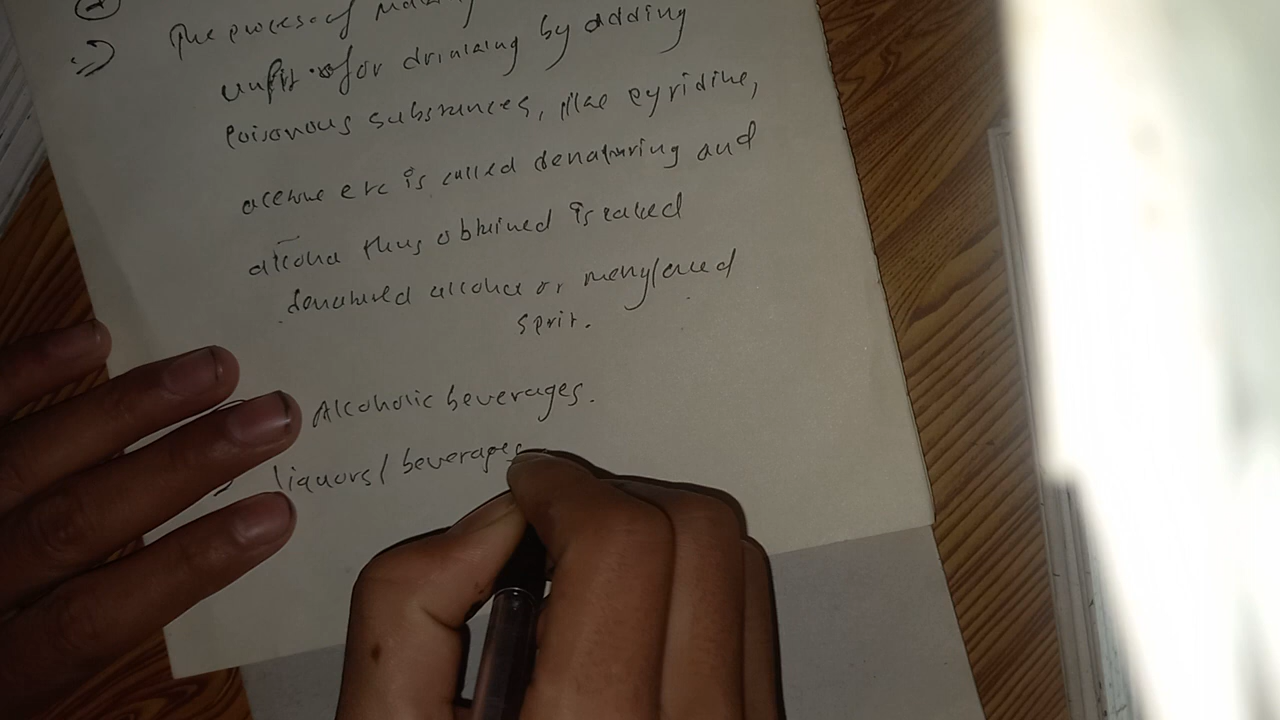 The process of
unfit for drinking by adding
poisonous substances, like pyridine,
acetone etc is called denaturing and
alcohol thus obtained is called
denatured alcohol or methylated
sprit.
Alcoholic beverages.
liquors/beverages